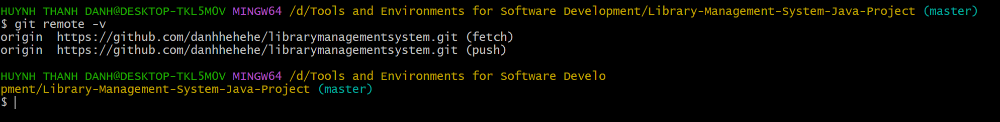 HUYNH THANH DANH@DESKTOP-TKL5MOV MINGW64 /d/Tools and Environments for Software Development/Library-Management-System-Java-Project (master)
$ git remote -v
origin  https://github.com/danhhehehe/librarymanagementsystem.git (fetch)
origin  https://github.com/danhhehehe/librarymanagementsystem.git (push)
HUYNH THANH DANH@DESKTOP-TKL5MOV MINGW64 /d/Tools and Environments for Software Develo
pment/Library-Management-System-Java-Project (master)
$